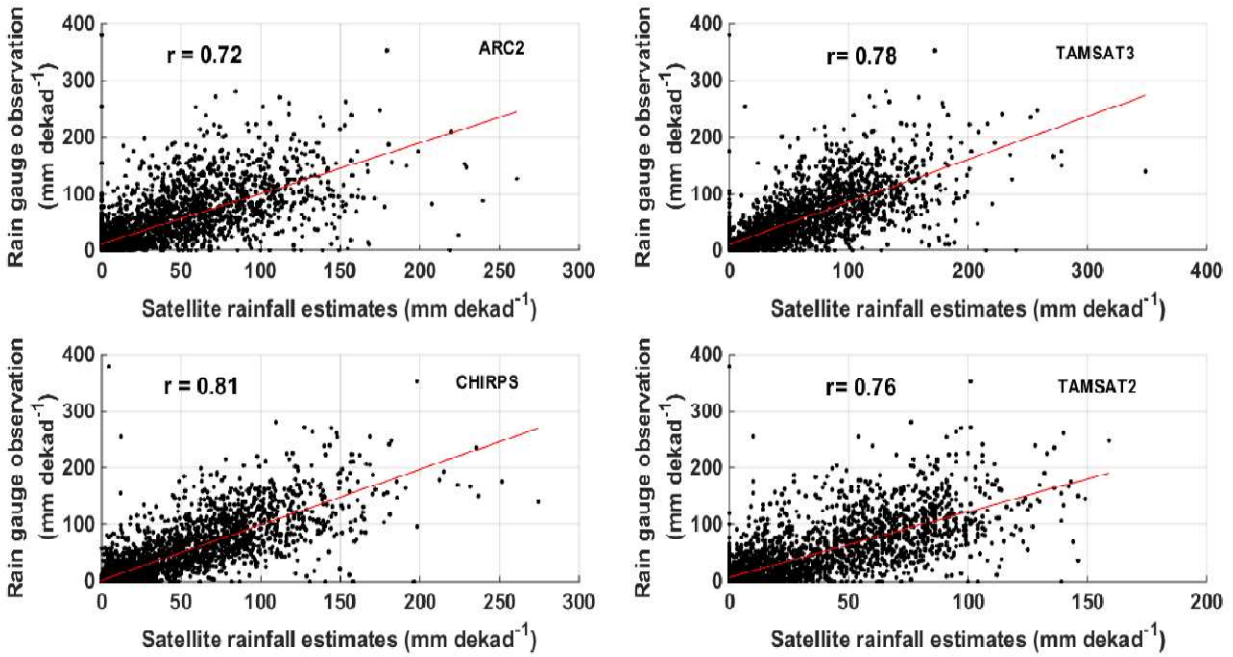 400
300
200
100
0
Rain gauge observation
(mm dekad⁻¹)
r = 0.72
ARC2
0 50 100 150 200 250 300
Satellite rainfall estimates (mm dekad⁻¹)
400
300
200
100
0
Rain gauge observation
(mm dekad⁻¹)
r= 0.78
TAMSAT3
0 100 200 300 400
Satellite rainfall estimates (mm dekad⁻¹)
400
300
200
100
0
Rain gauge observation
(mm dekad⁻¹)
r = 0.81
CHIRPS
0 50 100 150 200 250 300
Satellite rainfall estimates (mm dekad⁻¹)
400
300
200
100
0
Rain gauge observation
(mm dekad⁻¹)
r= 0.76
TAMSAT2
0 50 100 150 200
Satellite rainfall estimates (mm dekad⁻¹)